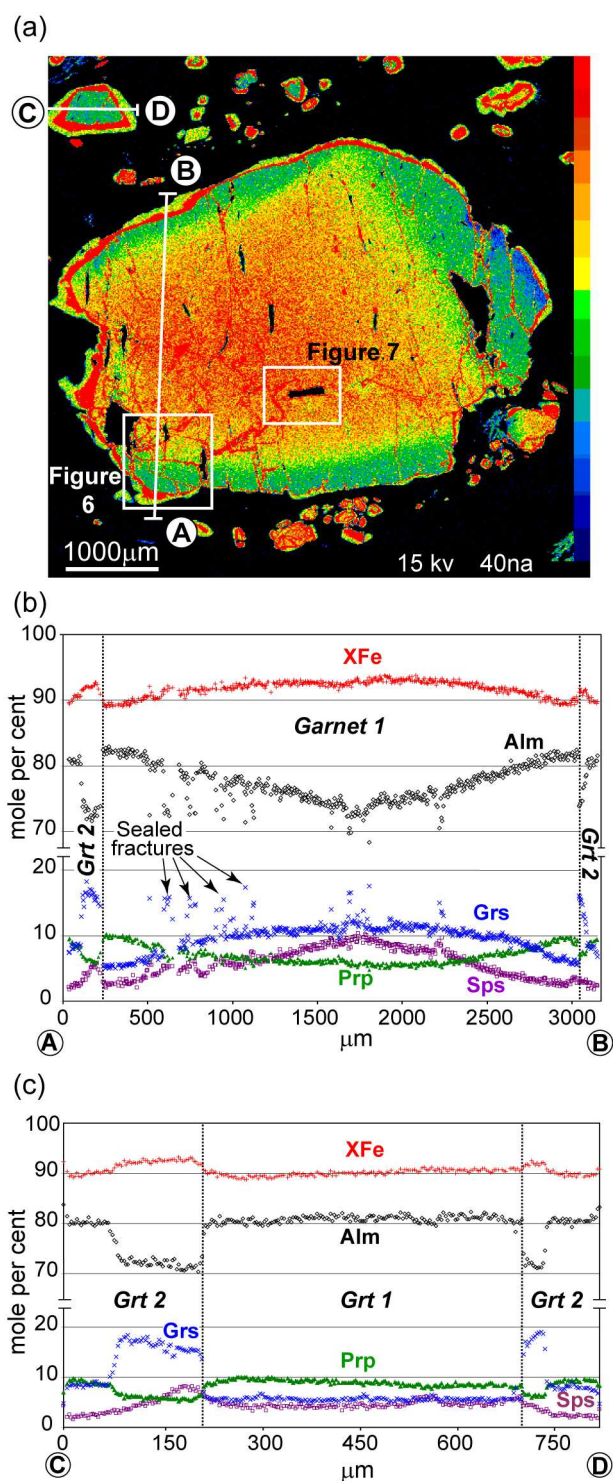 (a)
C D
B
Figure 7
Figure
6
A
1000μm
15 kv 40na
(b)
100
XFe
90
Garnet 1
Alm
80
mole per cent
70
Grt 2
Sealed
fractures
Grt 2
20
Grs
10
Prp
Sps
0
0 500 1000 1500 2000 2500 3000
A μm B
(c)
100
XFe
90
80
Alm
mole per cent
70
Grt 2 Grt 1 Grt 2
20
Grs
Prp
10
Sps
0
0 150 300 450 600 750
C μm D